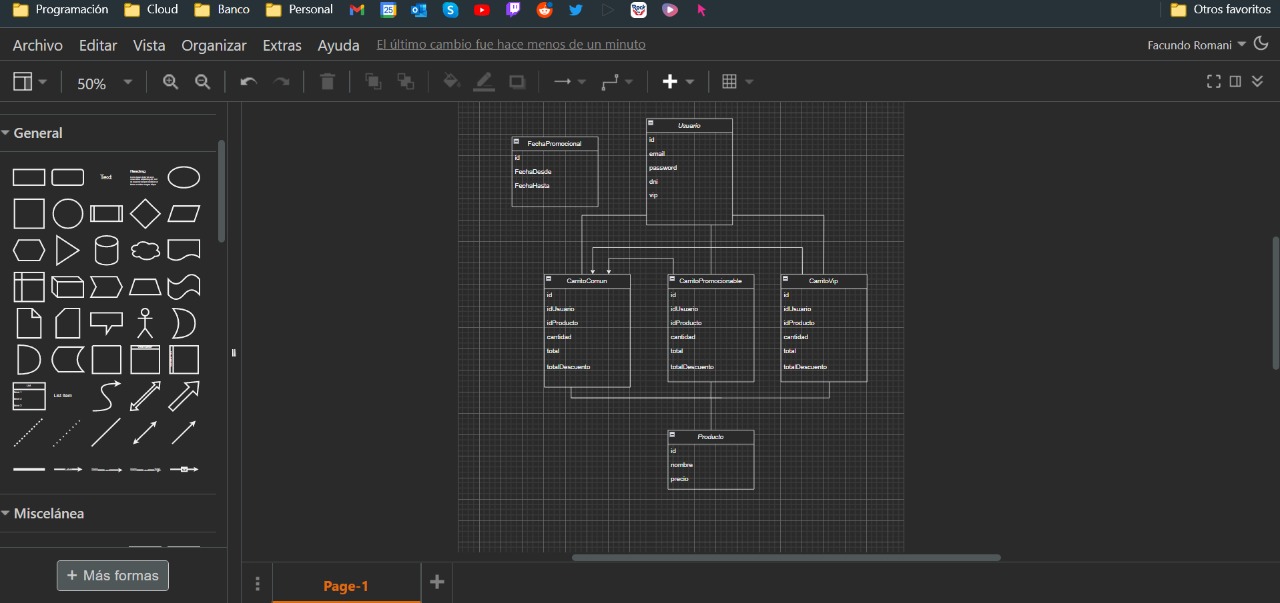 Programación Cloud Banco Personal 25 Otros favoritos
Archivo Editar Vista Organizar Extras Ayuda El último cambio fue hace menos de un minuto Facundo Romani
50%
General
Text
Heading
List Item
Miscelánea
+ Más formas
FechaPromocional
id
FechaDesde
FechaHasta
Usuario
id
email
password
dni
vip
CarritoComun
id
idUsuario
idProducto
cantidad
total
totalDescuento
CarritoPromocionable
id
idUsuario
idProducto
cantidad
total
totalDescuento
CarritoVip
id
idUsuario
idProducto
cantidad
total
totalDescuento
Producto
id
nombre
precio
Page-1